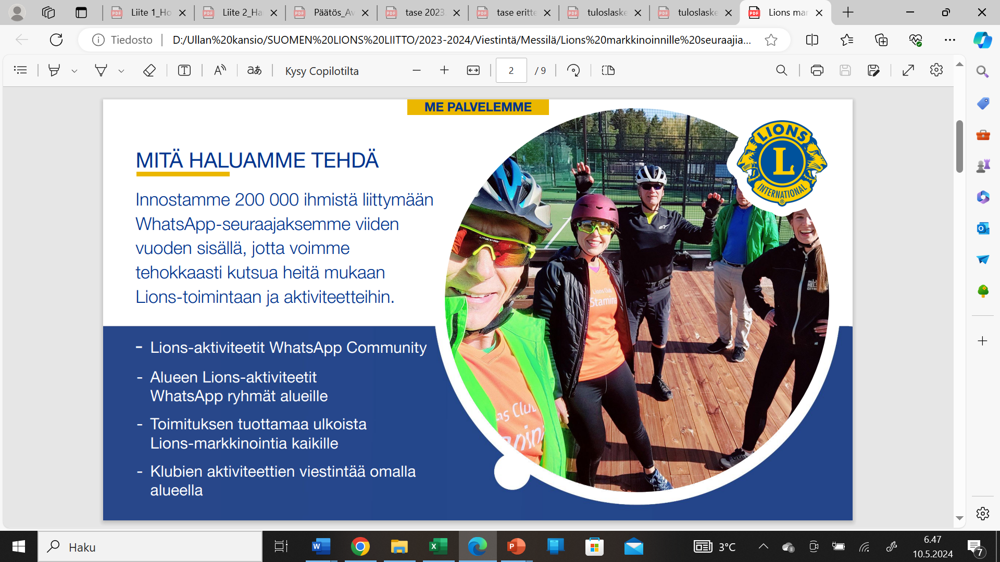 Liite 1_Ho
Liite 2_Ha
Päätös_Av
tase 2023
tase eritte
tuloslaske
tuloslaske
Lions mar
Tiedosto
D:/Ullan%20kansio/SUOMEN%20LIONS%20LIITTO/2023-2024/Viestintä/Messilä/Lions%20markkinoinnille%20seuraajia...
Kysy Copilotilta
2
/ 9
ME PALVELEMME
LIONS
L
INTERNATIONAL
®
MITÄ HALUAMME TEHDÄ
Innostamme 200 000 ihmistä liittymään
WhatsApp-seuraajaksemme viiden
vuoden sisällä, jotta voimme
tehokkaasti kutsua heitä mukaan
Lions-toimintaan ja aktiviteetteihin.
- Lions-aktiviteetit WhatsApp Community
- Alueen Lions-aktiviteetit
WhatsApp ryhmät alueille
- Toimituksen tuottamaa ulkoista
Lions-markkinointia kaikille
- Klubien aktiviteettien viestintää omalla
alueella
Lions Club
Stamina
Haku
3°C
6.47
10.5.2024
7